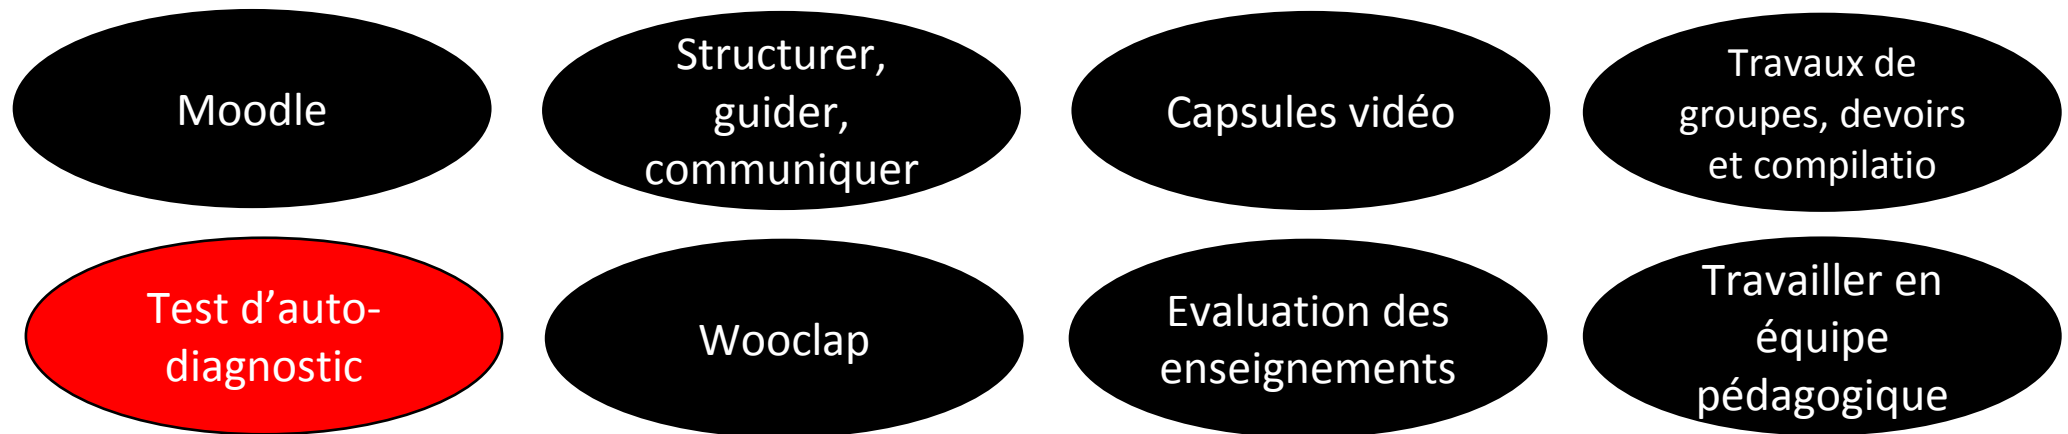 Moodle
Structurer,
guider,
communiquer
Capsules vidéo
Travaux de
groupes, devoirs
et compilatio
Test d’auto-
diagnostic
Wooclap
Evaluation des
enseignements
Travailler en
équipe
pédagogique